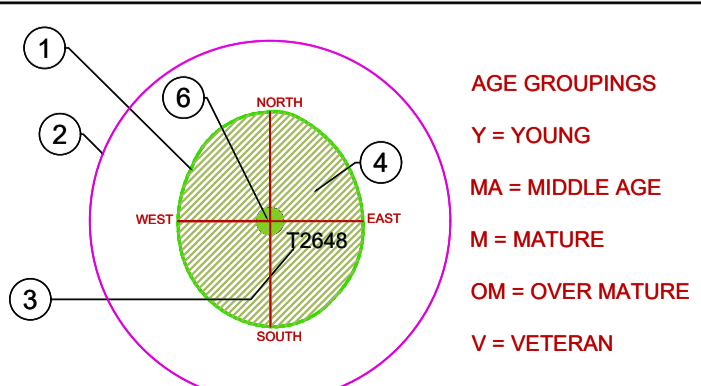 1
2
6
NORTH
4
WEST
EAST
T2648
3
SOUTH
AGE GROUPINGS
Y = YOUNG
MA = MIDDLE AGE
M = MATURE
OM = OVER MATURE
V = VETERAN